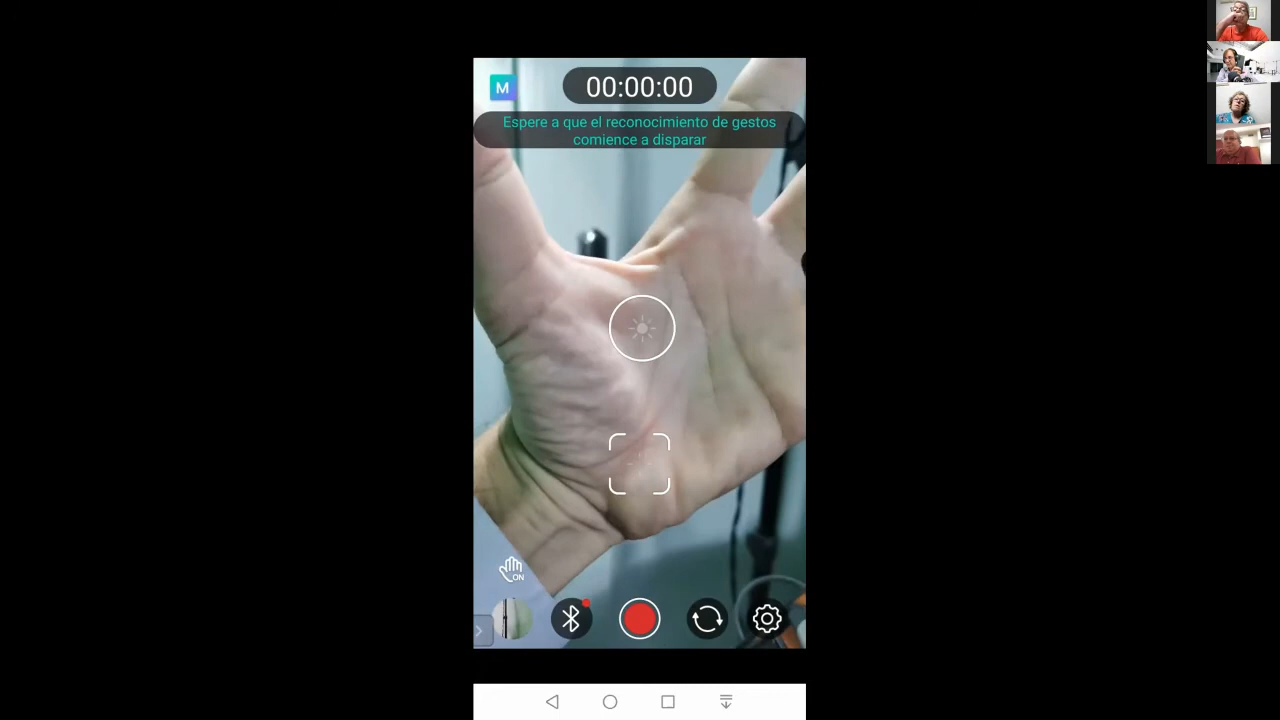 M
00:00:00
Espere a que el reconocimiento de gestos
comience a disparar
ON